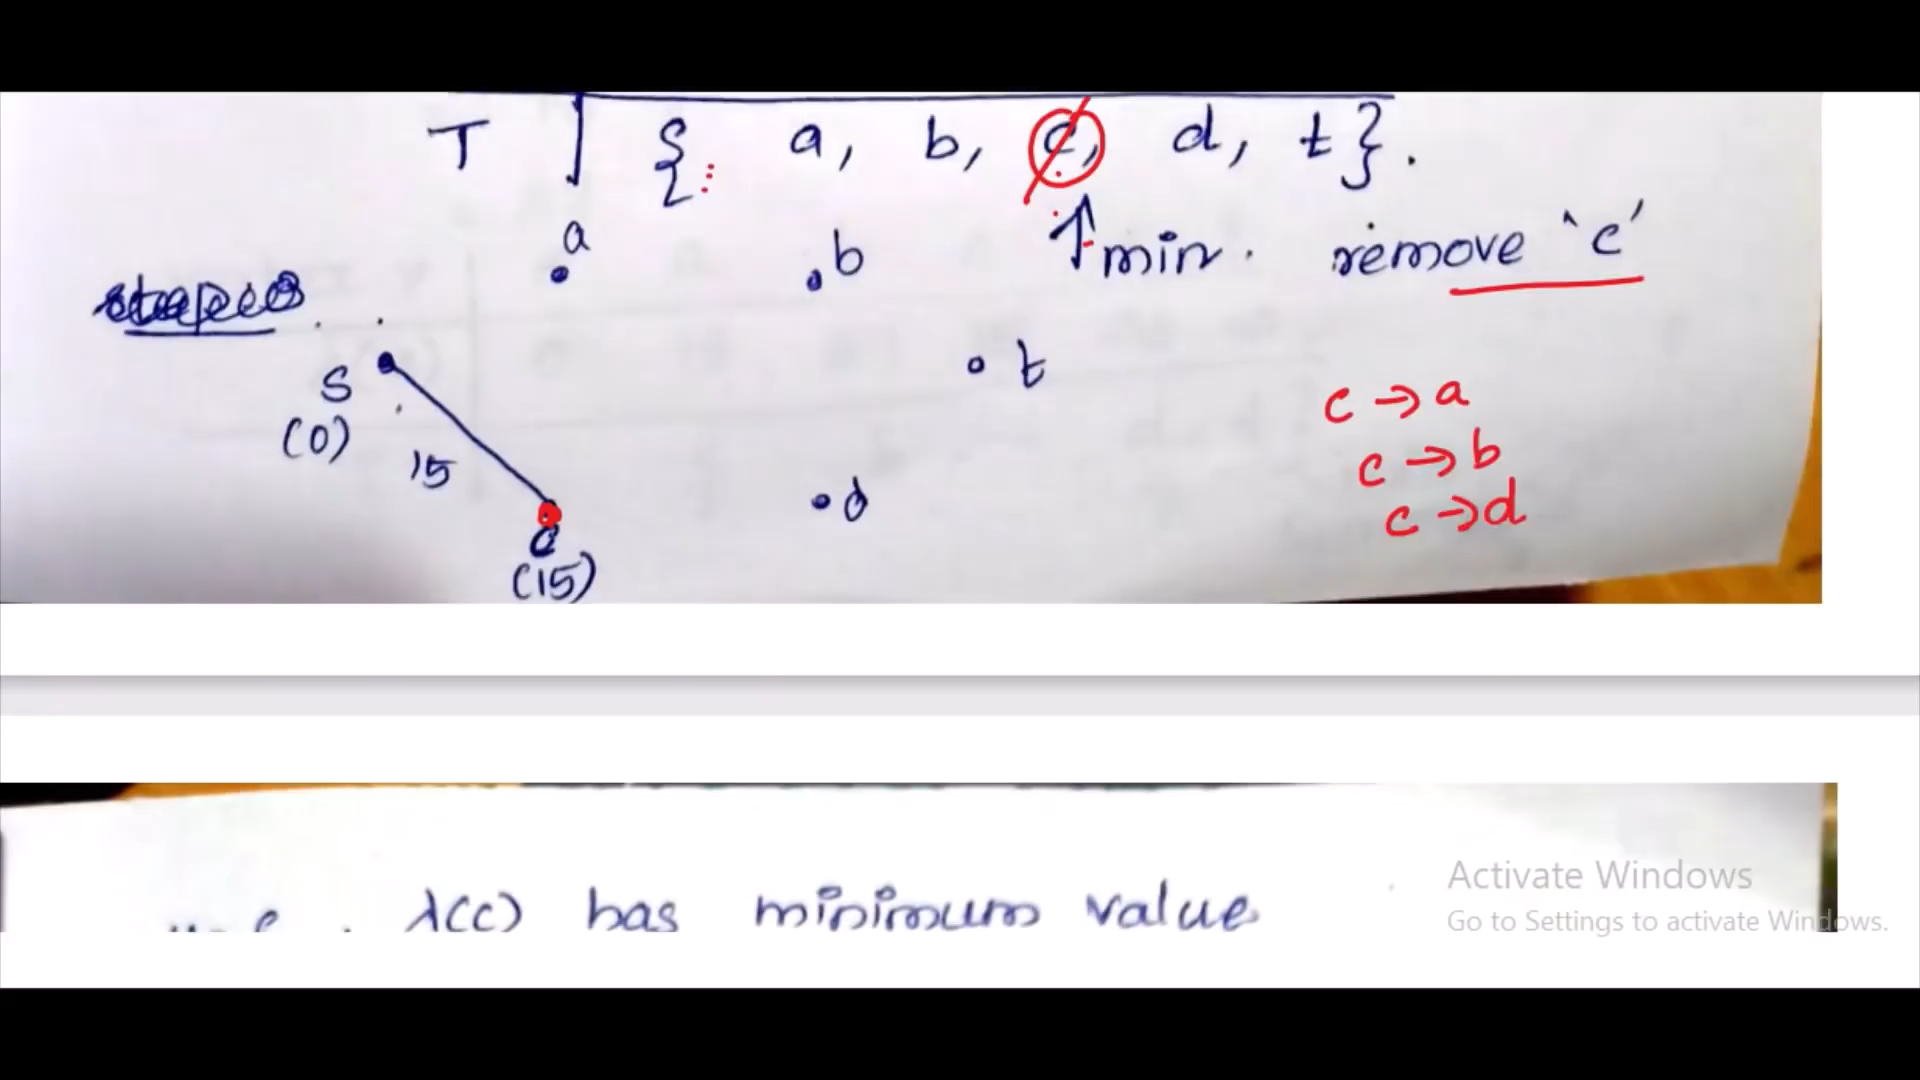 T { a, b, c, d, t}.
↑min. remove 'c'
a
b
S
(0)
15
t
d
c
(15)
c → a
c → b
c → d
λ(c) has minimum value
Activate Windows
Go to Settings to activate Windows.